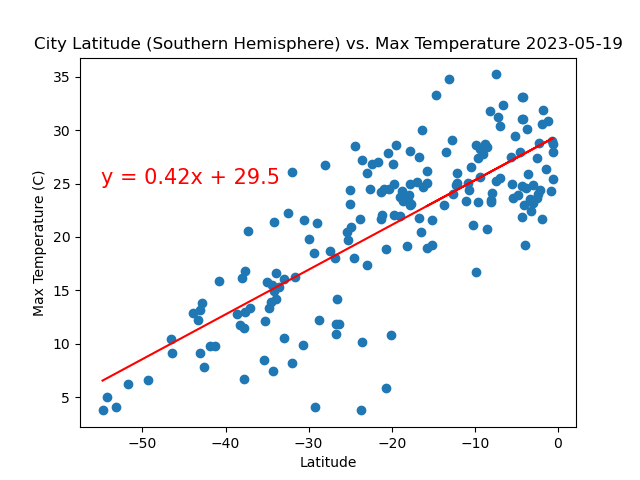 City Latitude (Southern Hemisphere) vs. Max Temperature 2023-05-19
35
30
y = 0.42x + 29.5
25
20
15
10
5
Max Temperature (C)
−50 −40 −30 −20 −10 0
Latitude